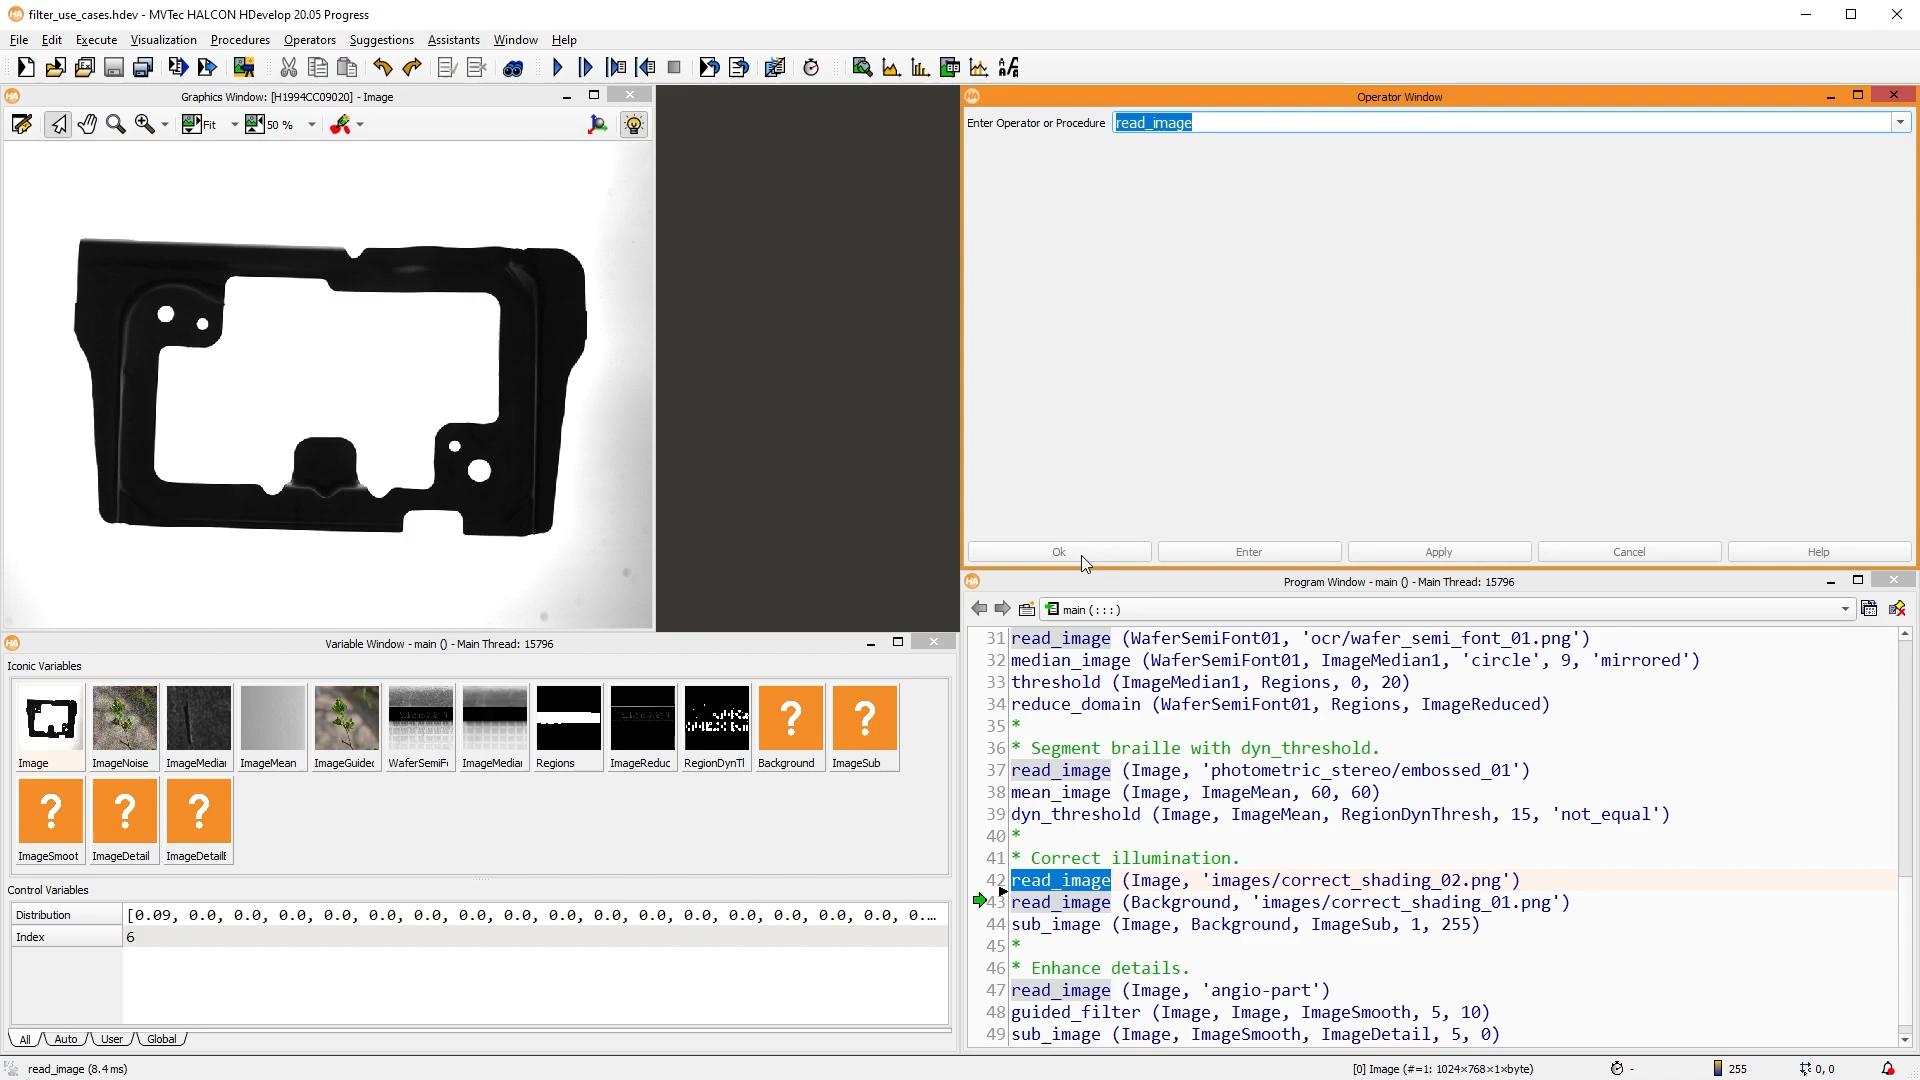 filter_use_cases.hdev - MVTec HALCON HDevelop 20.05 Progress
File Edit Execute Visualization Procedures Operators Suggestions Assistants Window Help
Graphics Window: [H1994CC09020] - Image
Fit 50 %
Operator Window
Enter Operator or Procedure read_image
Ok Enter Apply Cancel Help
Variable Window - main () - Main Thread: 15796
Iconic Variables
Image ImageNoise ImageMedian ImageMean ImageGuided WaferSemiF ImageMedian Regions ImageReduc RegionDynTl Background ImageSub
ImageSmoot ImageDetail ImageDetailE
Control Variables
Distribution [0.09, 0.0, 0.0, 0.0, 0.0, 0.0, 0.0, 0.0, 0.0, 0.0, 0.0, 0.0, 0.0, 0.0, 0.0, 0.0, 0.0, 0....
Index 6
All Auto User Global
Program Window - main () - Main Thread: 15796
main (:::)
31 read_image (WaferSemiFont01, 'ocr/wafer_semi_font_01.png')
32 median_image (WaferSemiFont01, ImageMedian1, 'circle', 9, 'mirrored')
33 threshold (ImageMedian1, Regions, 0, 20)
34 reduce_domain (WaferSemiFont01, Regions, ImageReduced)
35 *
36 * Segment braille with dyn_threshold.
37 read_image (Image, 'photometric_stereo/embossed_01')
38 mean_image (Image, ImageMean, 60, 60)
39 dyn_threshold (Image, ImageMean, RegionDynThresh, 15, 'not_equal')
40 *
41 * Correct illumination.
42 read_image (Image, 'images/correct_shading_02.png')
43 read_image (Background, 'images/correct_shading_01.png')
44 sub_image (Image, Background, ImageSub, 1, 255)
45 *
46 * Enhance details.
47 read_image (Image, 'angio-part')
48 guided_filter (Image, Image, ImageSmooth, 5, 10)
49 sub_image (Image, ImageSmooth, ImageDetail, 5, 0)
read_image (8.4 ms)
[0] Image (#=1: 1024×768×1×byte) - 255 0, 0